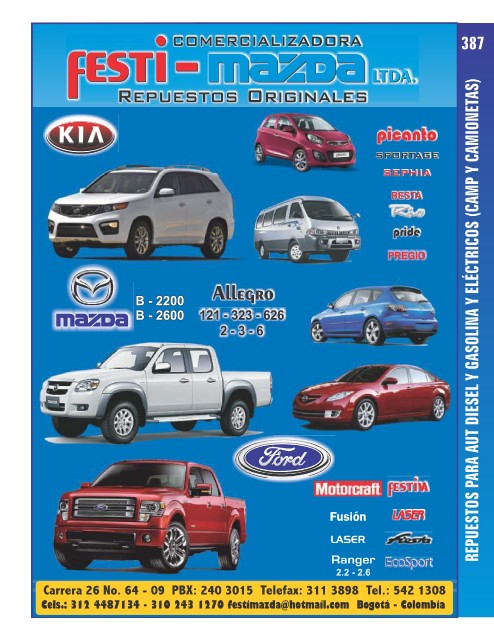 COMERCIALIZADORA
FESTI - mazda LTDA.
REPUESTOS ORIGINALES
387
REPUESTOS PARA AUT DIESEL Y GASOLINA Y ELÉCTRICOS (CAMP Y CAMIONETAS)
KIA
picanto
SPORTAGE
SEPHIA
BESTA
Rio
pride
PREGIO
mazda
B - 2200
B - 2600
Allegro
121 - 323 - 626
2 - 3 - 6
Ford
Motorcraft FESTIVA
Fusión LASER
LASER
Ranger EcoSport
2.2 - 2.6
Carrera 26 No. 64 - 09 PBX: 240 3015 Telefax: 311 3898 Tel.: 542 1308
Cels.: 312 4487134 - 310 243 1270 festimazda@hotmail.com Bogotá - Colombia